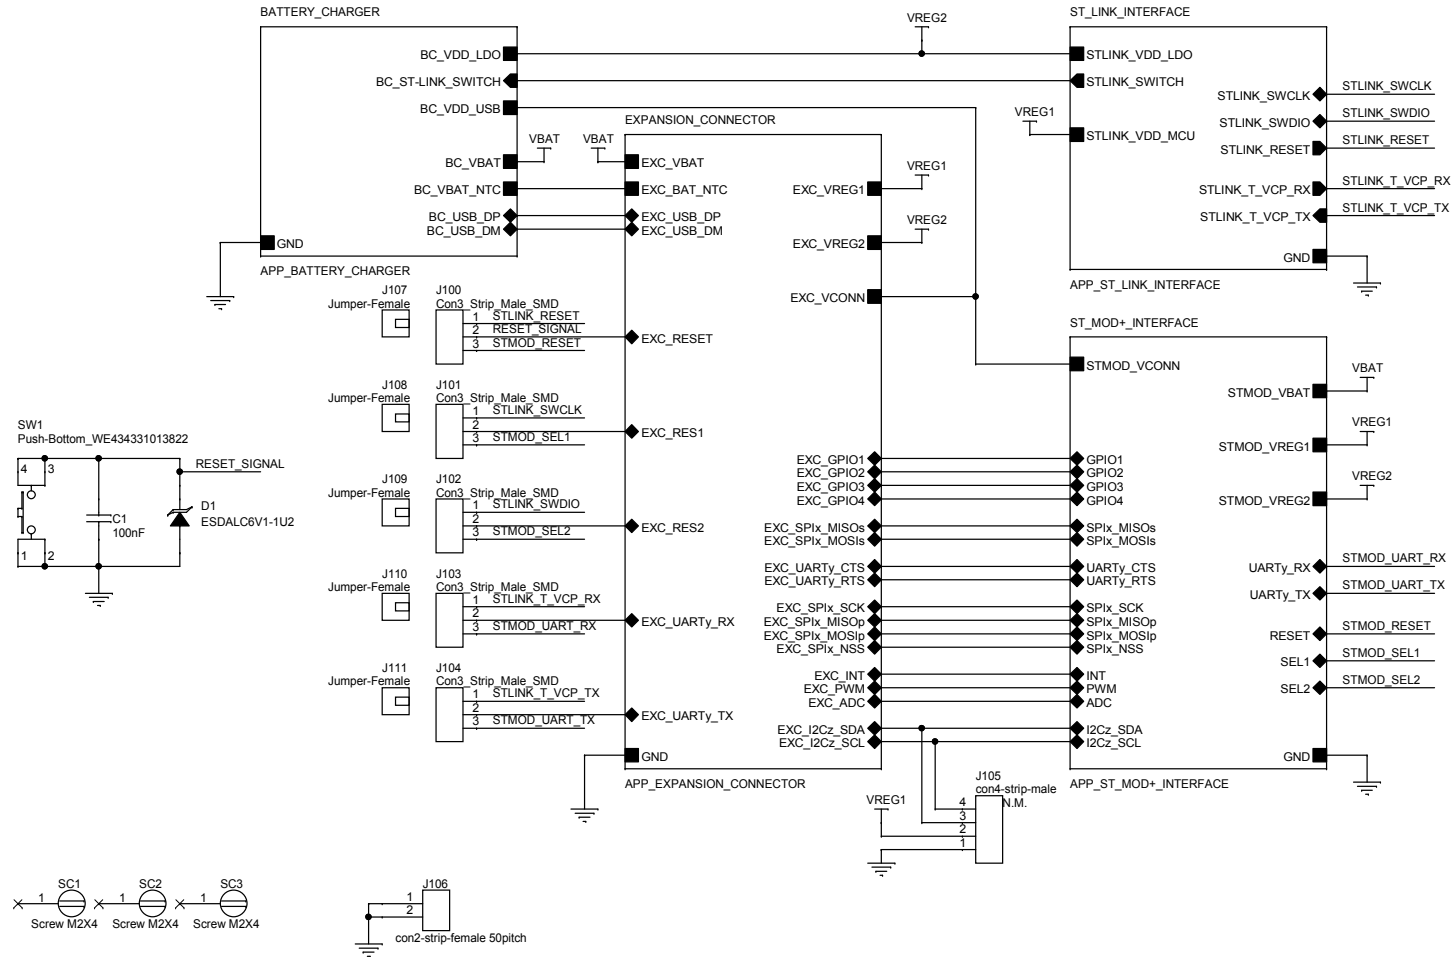 BATTERY_CHARGER
BC_VDD_LDO
BC_ST-LINK_SWITCH
BC_VDD_USB
VBAT
BC_VBAT
BC_VBAT_NTC
BC_USB_DP
BC_USB_DM
GND
APP_BATTERY_CHARGER
VREG2
ST_LINK_INTERFACE
STLINK_VDD_LDO
STLINK_SWITCH
VREG1
STLINK_VDD_MCU
STLINK_SWCLK
STLINK_SWCLK
STLINK_SWDIO
STLINK_SWDIO
STLINK_RESET
STLINK_RESET
STLINK_T_VCP_RX
STLINK_T_VCP_RX
STLINK_T_VCP_TX
STLINK_T_VCP_TX
GND
APP_ST_LINK_INTERFACE
EXPANSION_CONNECTOR
VBAT
EXC_VBAT
EXC_BAT_NTC
EXC_USB_DP
EXC_USB_DM
EXC_RESET
EXC_RES1
EXC_RES2
EXC_UARTy_RX
EXC_UARTy_TX
GND
EXC_VREG1
VREG1
EXC_VREG2
VREG2
EXC_VCONN
EXC_GPIO1
EXC_GPIO2
EXC_GPIO3
EXC_GPIO4
EXC_SPIx_MISOs
EXC_SPIx_MOSIs
EXC_UARTy_CTS
EXC_UARTy_RTS
EXC_SPIx_SCK
EXC_SPIx_MISOp
EXC_SPIx_MOSIp
EXC_SPIx_NSS
EXC_INT
EXC_PWM
EXC_ADC
EXC_I2Cz_SDA
EXC_I2Cz_SCL
APP_EXPANSION_CONNECTOR
ST_MOD+_INTERFACE
STMOD_VCONN
GPIO1
GPIO2
GPIO3
GPIO4
SPIx_MISOs
SPIx_MOSIs
UARTy_CTS
UARTy_RTS
SPIx_SCK
SPIx_MISOp
SPIx_MOSIp
SPIx_NSS
INT
PWM
ADC
I2Cz_SDA
I2Cz_SCL
VBAT
STMOD_VBAT
VREG1
STMOD_VREG1
VREG2
STMOD_VREG2
UARTy_RX
STMOD_UART_RX
UARTy_TX
STMOD_UART_TX
RESET
STMOD_RESET
SEL1
STMOD_SEL1
SEL2
STMOD_SEL2
GND
APP_ST_MOD+_INTERFACE
J107
Jumper-Female
J100
Con3_Strip_Male_SMD
1 STLINK_RESET
2 RESET_SIGNAL
3 STMOD_RESET
J108
Jumper-Female
J101
Con3_Strip_Male_SMD
1 STLINK_SWCLK
2
3 STMOD_SEL1
J109
Jumper-Female
J102
Con3_Strip_Male_SMD
1 STLINK_SWDIO
2
3 STMOD_SEL2
J110
Jumper-Female
J103
Con3_Strip_Male_SMD
1 STLINK_T_VCP_RX
2
3 STMOD_UART_RX
J111
Jumper-Female
J104
Con3_Strip_Male_SMD
1 STLINK_T_VCP_TX
2
3 STMOD_UART_TX
SW1
Push-Bottom_WE434331013822
4 3
1 2
C1
100nF
RESET_SIGNAL
D1
ESDALC6V1-1U2
VREG1
J105
con4-strip-male
N.M.
4
3
2
1
SC1
1
Screw M2X4
SC2
1
Screw M2X4
SC3
1
Screw M2X4
J106
1
2
con2-strip-female 50pitch